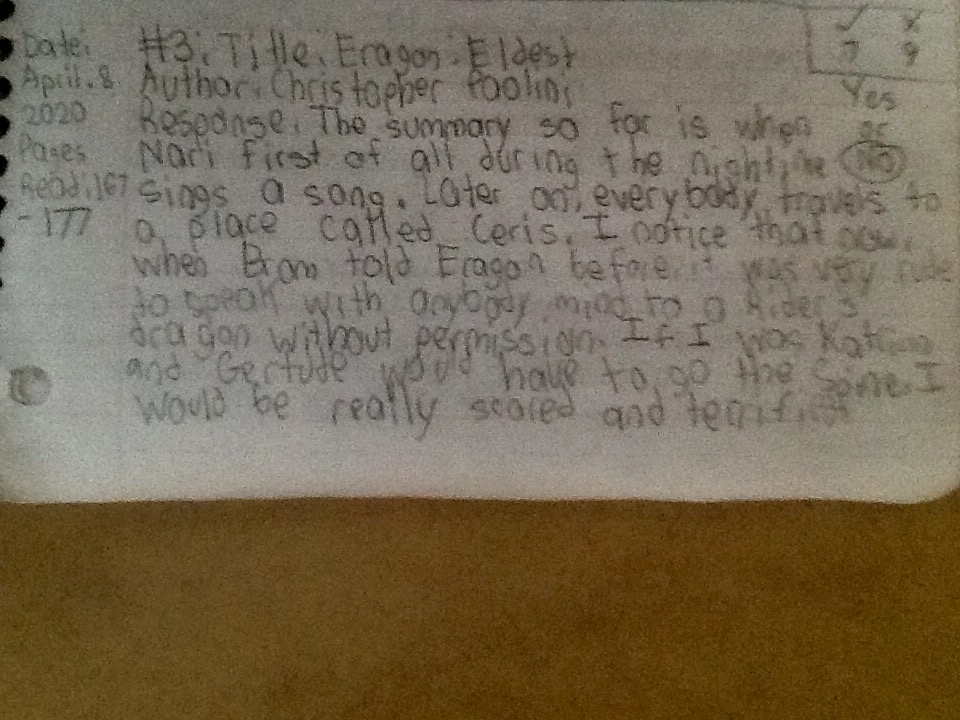 Date:
April.8
2020
Pages
Read:167
- 177
#3: Title: Eragon: Eldest
Author: Christopher Poolini
Response: The summary so far is when
Nari first of all during the night, he
sings a song. Later on, everybody travels to
a place called Ceris. I notice that
when Brom told Eragon before it was very rude
to speak with anybody mind to a Rider's
dragon without permission. If I was Katrina
and Gertude would have to go the same. I
would be really scared and
✓ X
7 9
Yes
or
No